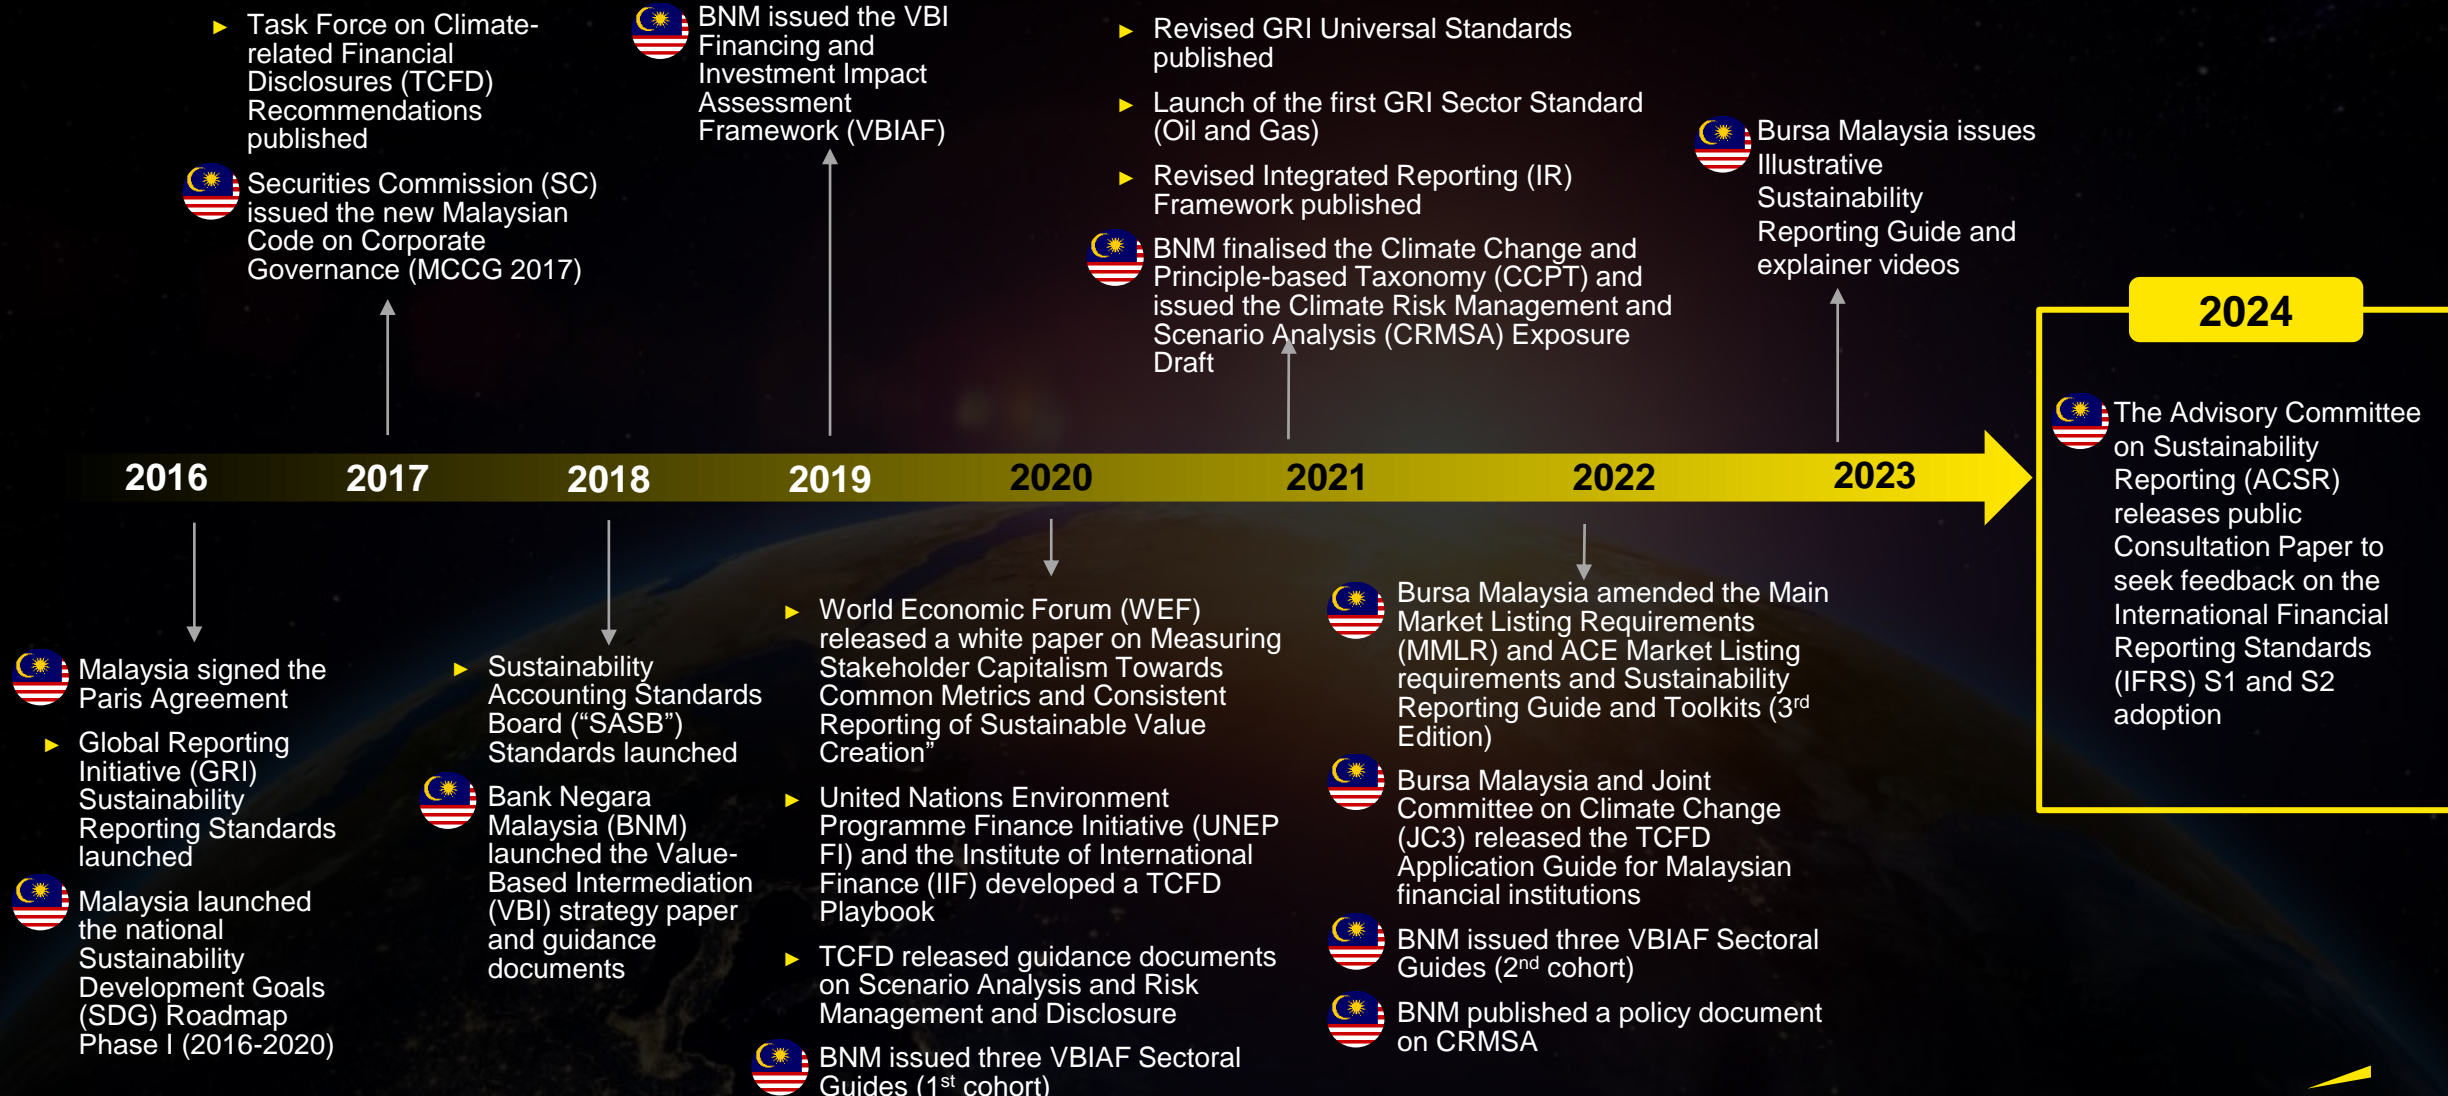 Task Force on Climate-
related Financial
Disclosures (TCFD)
Recommendations
published
Securities Commission (SC)
issued the new Malaysian
Code on Corporate
Governance (MCCG 2017)
BNM issued the VBI
Financing and
Investment Impact
Assessment
Framework (VBIAF)
Revised GRI Universal Standards
published
Launch of the first GRI Sector Standard
(Oil and Gas)
Revised Integrated Reporting (IR)
Framework published
BNM finalised the Climate Change and
Principle-based Taxonomy (CCPT) and
issued the Climate Risk Management and
Scenario Analysis (CRMSA) Exposure
Draft
Bursa Malaysia issues
Illustrative
Sustainability
Reporting Guide and
explainer videos
2016
2017
2018
2019
2020
2021
2022
2023
Malaysia signed the
Paris Agreement
Global Reporting
Initiative (GRI)
Sustainability
Reporting Standards
launched
Malaysia launched
the national
Sustainability
Development Goals
(SDG) Roadmap
Phase I (2016-2020)
Sustainability
Accounting Standards
Board (“SASB”)
Standards launched
Bank Negara
Malaysia (BNM)
launched the Value-
Based Intermediation
(VBI) strategy paper
and guidance
documents
World Economic Forum (WEF)
released a white paper on Measuring
Stakeholder Capitalism Towards
Common Metrics and Consistent
Reporting of Sustainable Value
Creation”
United Nations Environment
Programme Finance Initiative (UNEP
FI) and the Institute of International
Finance (IIF) developed a TCFD
Playbook
TCFD released guidance documents
on Scenario Analysis and Risk
Management and Disclosure
BNM issued three VBIAF Sectoral
Guides (1st cohort)
Bursa Malaysia amended the Main
Market Listing Requirements
(MMLR) and ACE Market Listing
requirements and Sustainability
Reporting Guide and Toolkits (3rd
Edition)
Bursa Malaysia and Joint
Committee on Climate Change
(JC3) released the TCFD
Application Guide for Malaysian
financial institutions
BNM issued three VBIAF Sectoral
Guides (2nd cohort)
BNM published a policy document
on CRMSA
2024
The Advisory Committee
on Sustainability
Reporting (ACSR)
releases public
Consultation Paper to
seek feedback on the
International Financial
Reporting Standards
(IFRS) S1 and S2
adoption